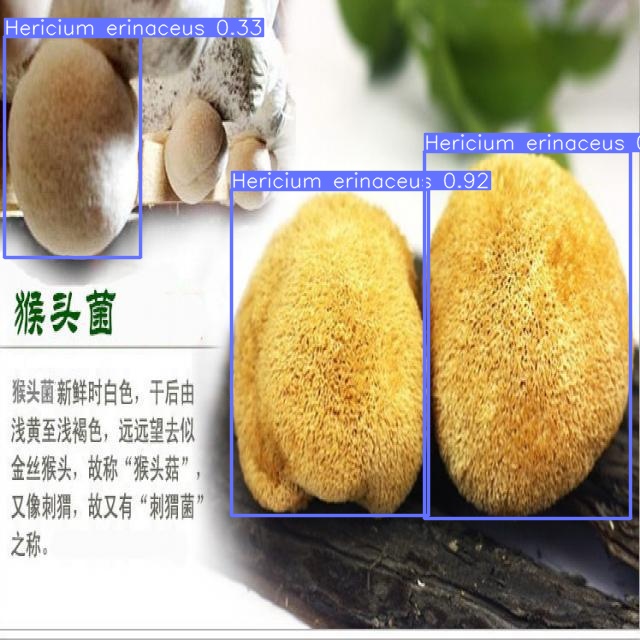 Hericium erinaceus 0.33
Hericium erinaceus 0
Hericium erinaceus 0.92
猴头菌
猴头菌新鲜时白色，干后由
浅黄至浅褐色，远远望去似
金丝猴头，故称“猴头菇”，
又像刺猬，故又有“刺猬菌”
之称。